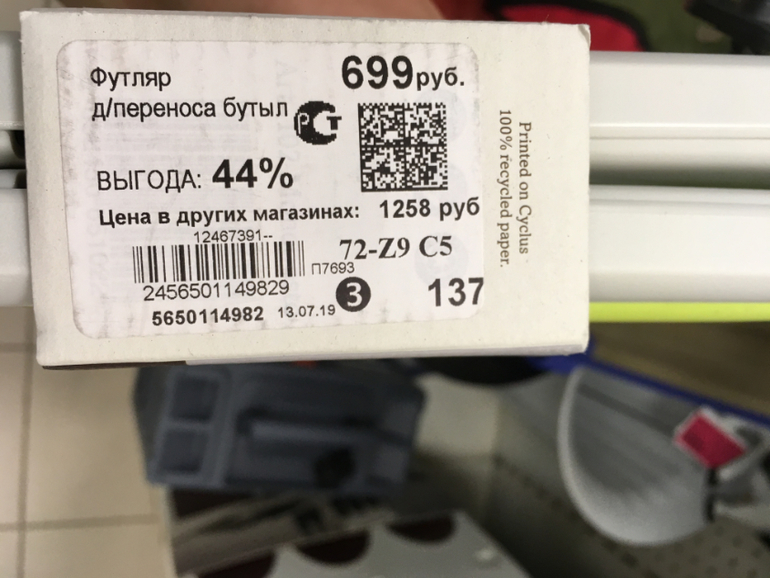 Футляр
699руб.
д/переноса бутыл
РСТ
ВЫГОДА: 44%
Цена в других магазинах: 1258 руб
12467391--
72-Z9 C5
П7693
2456501149829
3
137
5650114982 13.07.19
Printed on Cyclus
100% recycled paper.